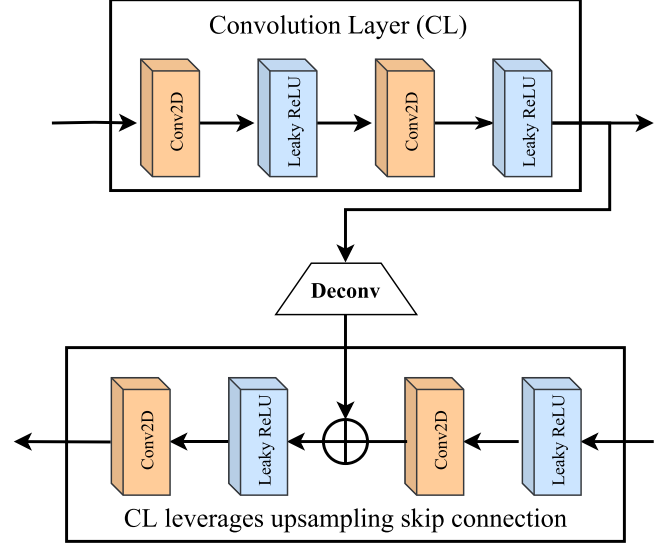 Convolution Layer (CL)
Conv2D
Leaky ReLU
Conv2D
Leaky ReLU
Deconv
Conv2D
Leaky ReLU
Conv2D
Leaky ReLU
CL leverages upsampling skip connection